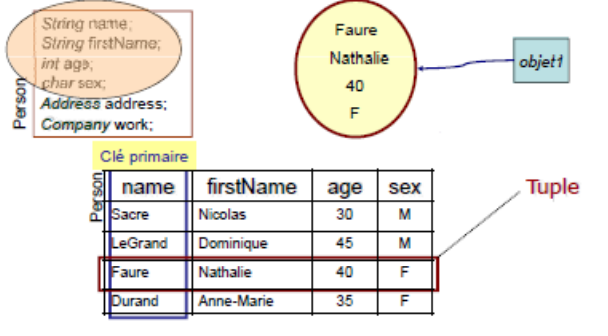 Person
String name;
String firstName;
int age;
char sex;
Address address;
Company work;
Faure
Nathalie
40
F
objet1
Clé primaire
Person
name firstName age sex
Sacre Nicolas 30 M
LeGrand Dominique 45 M
Faure Nathalie 40 F
Durand Anne-Marie 35 F
Tuple